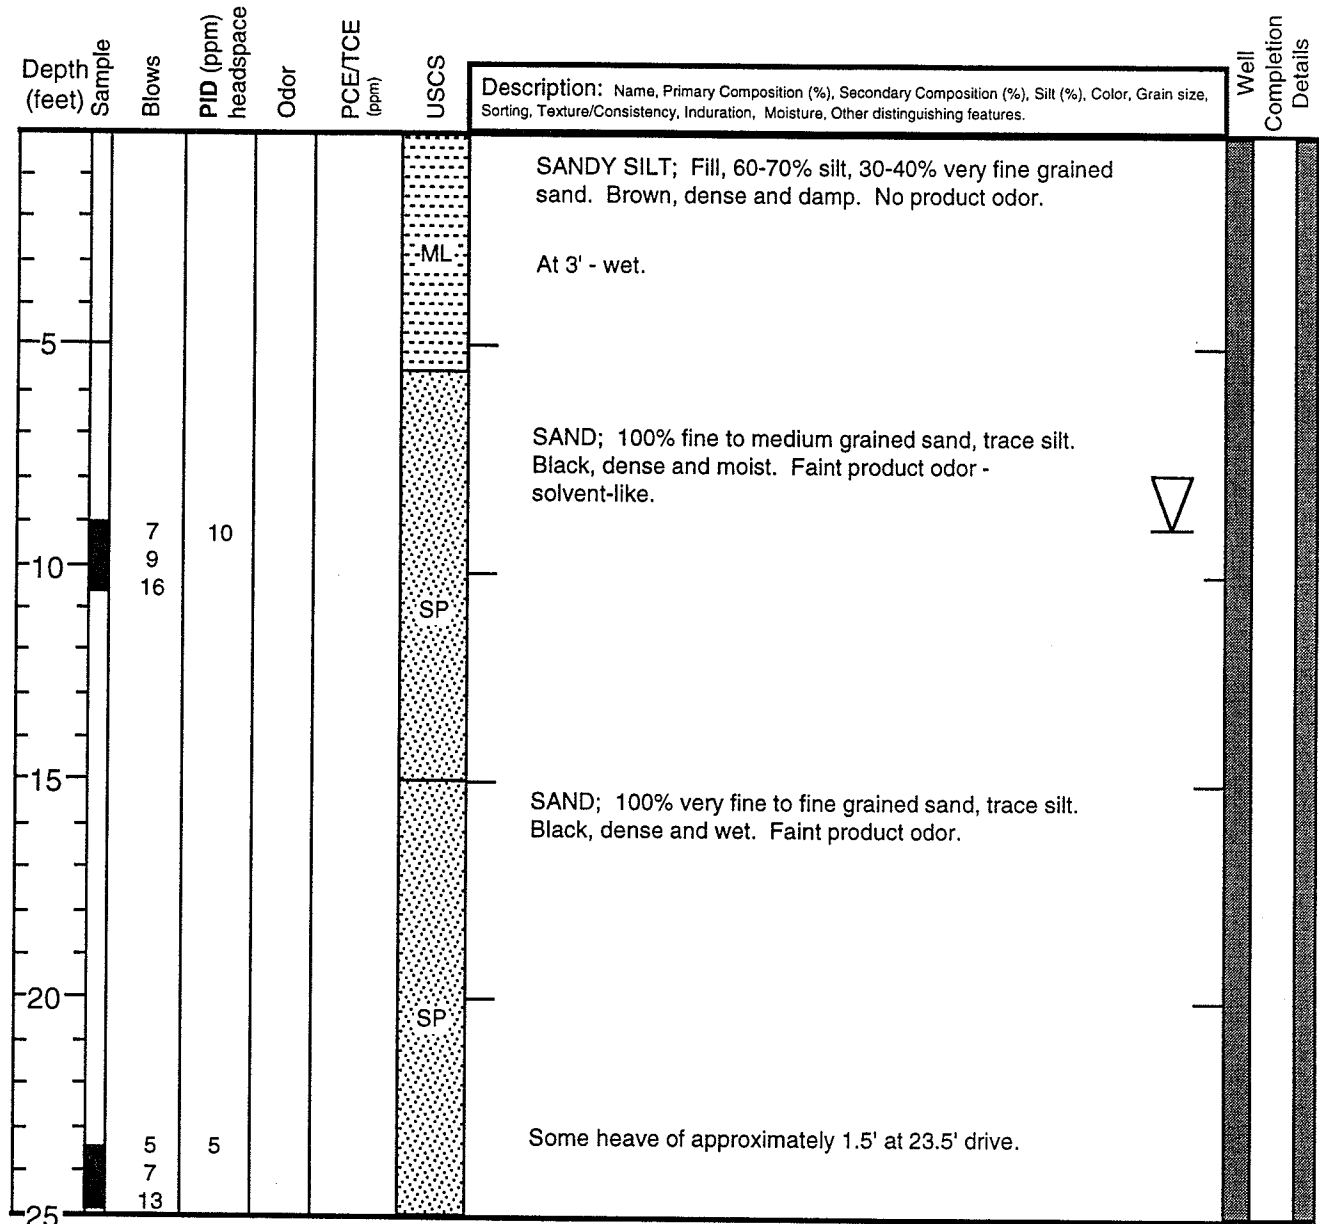 Depth
(feet)
Sample
Blows
PID (ppm)
headspace
Odor
PCE/TCE
(ppm)
USCS
Description: Name, Primary Composition (%), Secondary Composition (%), Silt (%), Color, Grain size,
Sorting, Texture/Consistency, Induration, Moisture, Other distinguishing features.
Well
Completion
Details
SANDY SILT; Fill, 60-70% silt, 30-40% very fine grained
sand. Brown, dense and damp. No product odor.
ML
At 3' - wet.
5
SAND; 100% fine to medium grained sand, trace silt.
Black, dense and moist. Faint product odor -
solvent-like.
7 10
9
10
16
SP
15
SAND; 100% very fine to fine grained sand, trace silt.
Black, dense and wet. Faint product odor.
20
SP
5 5
Some heave of approximately 1.5' at 23.5' drive.
7
13
25